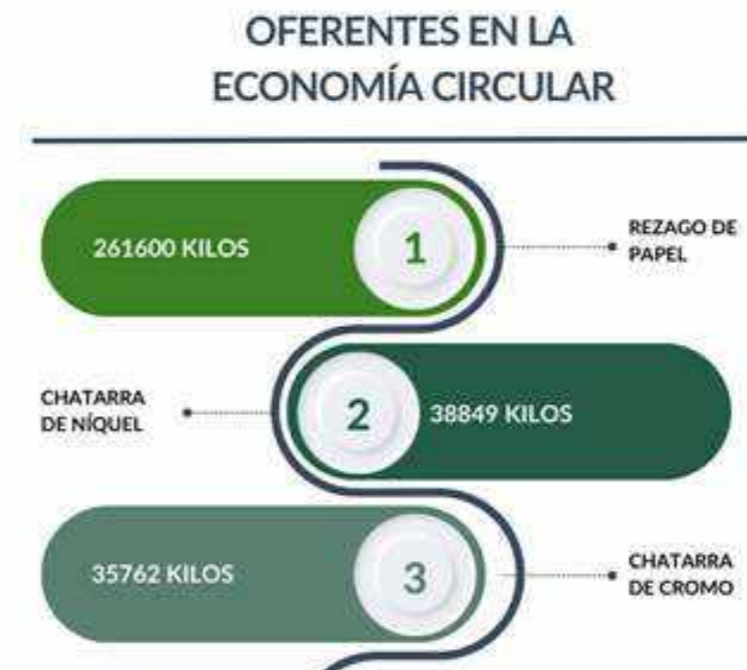 OFERENTES EN LA
ECONOMÍA CIRCULAR
261600 KILOS
1
REZAGO DE
PAPEL
CHATARRA
DE NÍQUEL
2
38849 KILOS
35762 KILOS
3
CHATARRA
DE CROMO